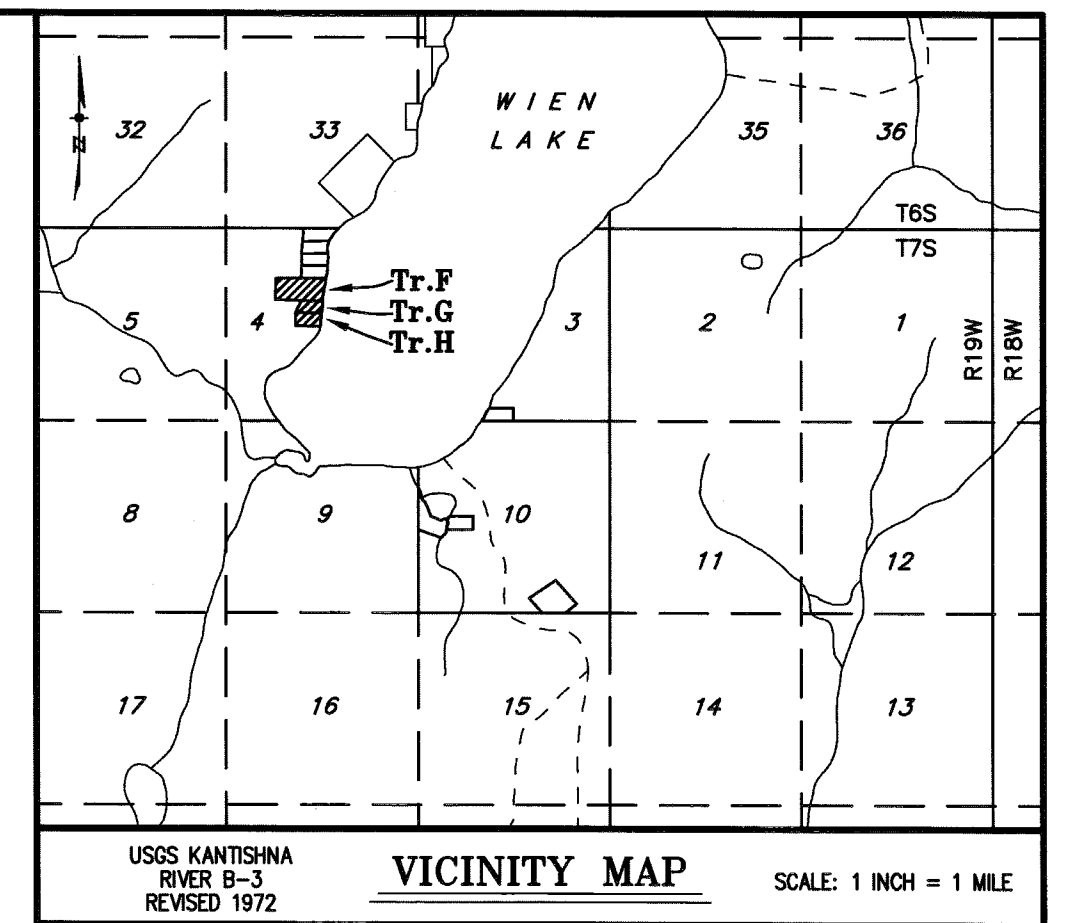 WIEN
LAKE
N
32
33
35
36
T6S
T7S
Tr.F
Tr.G
Tr.H
5
4
3
2
1
R19W
R18W
8
9
10
11
12
17
16
15
14
13
USGS KANTISHNA
RIVER B-3
REVISED 1972
VICINITY MAP
SCALE: 1 INCH = 1 MILE